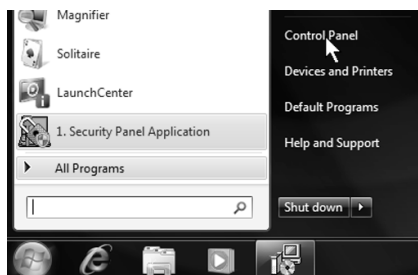 Magnifier
Solitaire
LaunchCenter
1. Security Panel Application
All Programs
Control Panel
Devices and Printers
Default Programs
Help and Support
Shut down